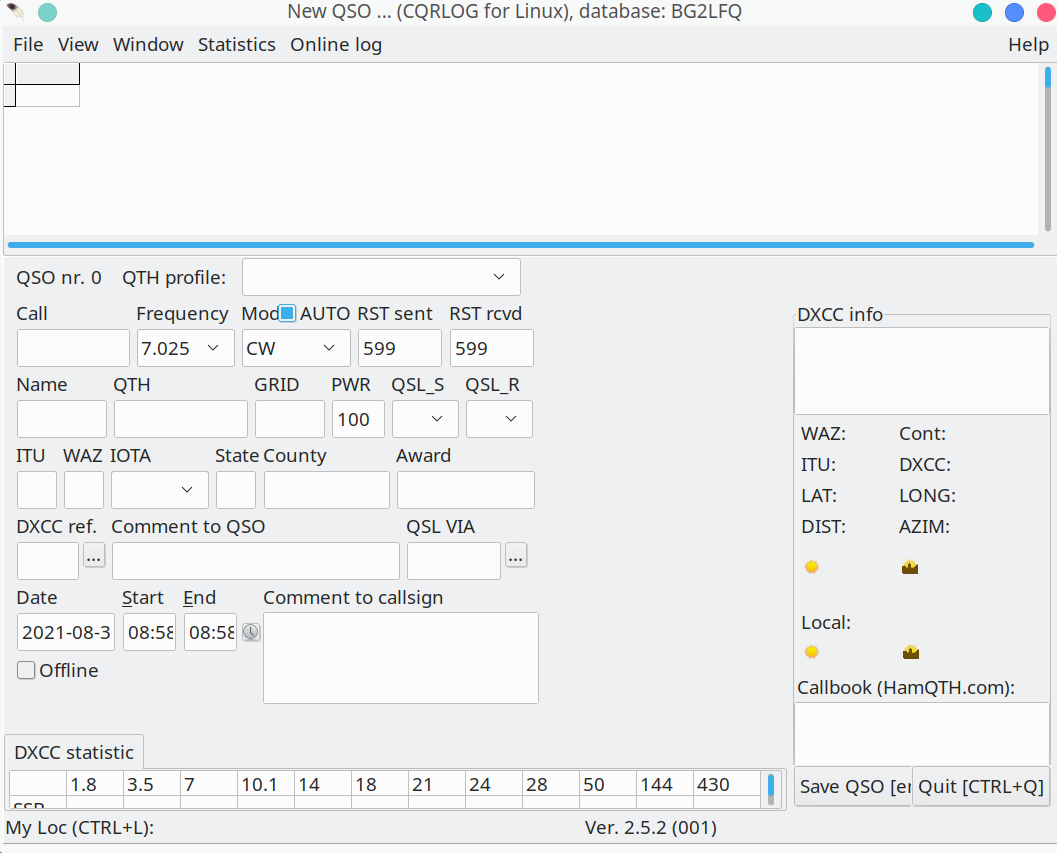 New QSO ... (CQRLOG for Linux), database: BG2LFQ
File View Window Statistics Online log Help
QSO nr. 0 QTH profile:
Call Frequency Mod AUTO RST sent RST rcvd
7.025 CW 599 599
Name QTH GRID PWR QSL_S QSL_R
100
ITU WAZ IOTA State County Award
DXCC ref. Comment to QSO QSL VIA
... ...
Date Start End Comment to callsign
2021-08-3 08:58 08:58
Offline
DXCC info
WAZ: Cont:
ITU: DXCC:
LAT: LONG:
DIST: AZIM:
Local:
Callbook (HamQTH.com):
Save QSO [en Quit [CTRL+Q]
DXCC statistic
1.8 3.5 7 10.1 14 18 21 24 28 50 144 430
SSB
My Loc (CTRL+L): Ver. 2.5.2 (001)